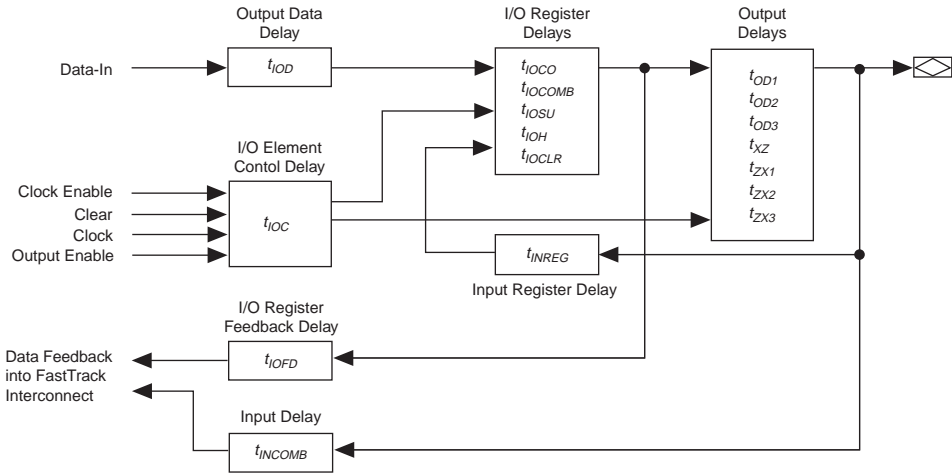 Output Data
Delay
I/O Register
Delays
Output
Delays
Data-In
tIOD
tIOCO
tIOCOMB
tIOSU
tIOH
tIOCLR
tOD1
tOD2
tOD3
tXZ
tZX1
tZX2
tZX3
I/O Element
Contol Delay
Clock Enable
Clear
Clock
Output Enable
tIOC
tINREG
Input Register Delay
I/O Register
Feedback Delay
tIOFD
Data Feedback
into FastTrack
Interconnect
Input Delay
tINCOMB